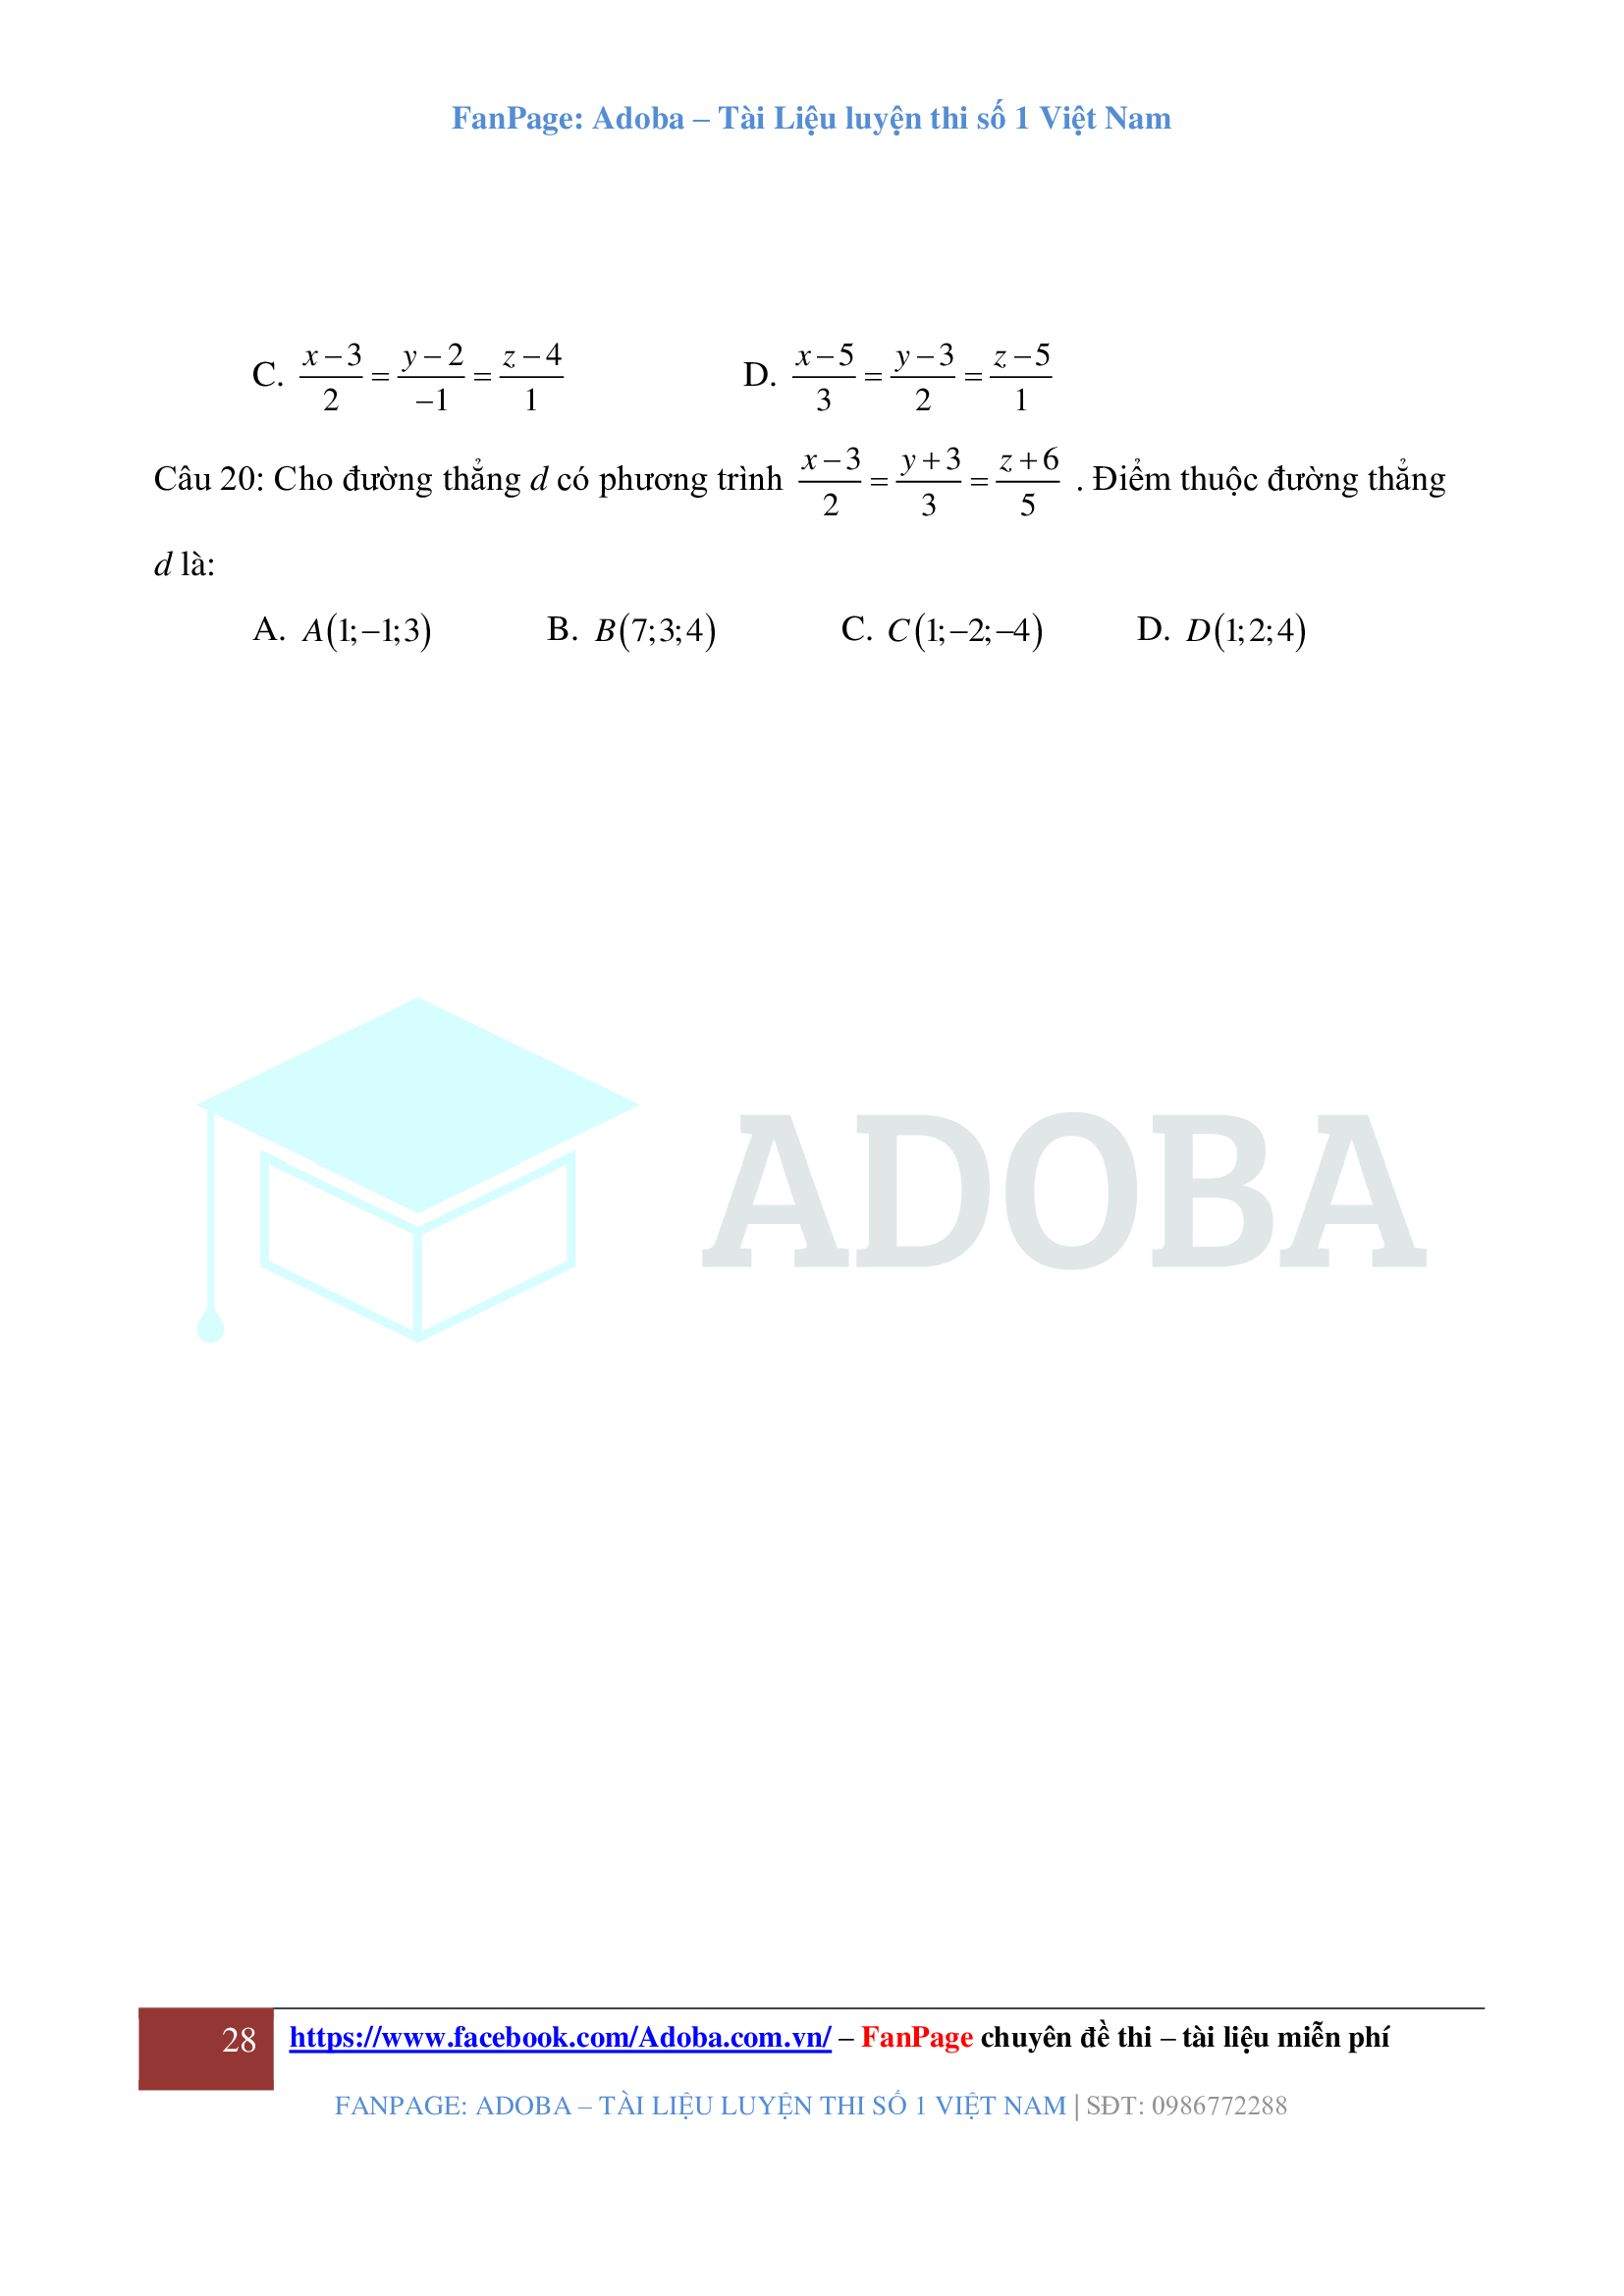 FanPage: Adoba – Tài Liệu luyện thi số 1 Việt Nam
C. \frac{x-3}{2}=\frac{y-2}{-1}=\frac{z-4}{1} D. \frac{x-5}{3}=\frac{y-3}{2}=\frac{z-5}{1}
Câu 20: Cho đường thẳng d có phương trình \frac{x-3}{2}=\frac{y+3}{3}=\frac{z+6}{5} . Điểm thuộc đường thẳng
d là:
A. A(1;−1;3) B. B(7;3;4) C. C(1;−2;−4) D. D(1;2;4)
ADOBA
28 https://www.facebook.com/Adoba.com.vn/ – FanPage chuyên đề thi – tài liệu miễn phí
FANPAGE: ADOBA – TÀI LIỆU LUYỆN THI SỐ 1 VIỆT NAM | SĐT: 0986772288